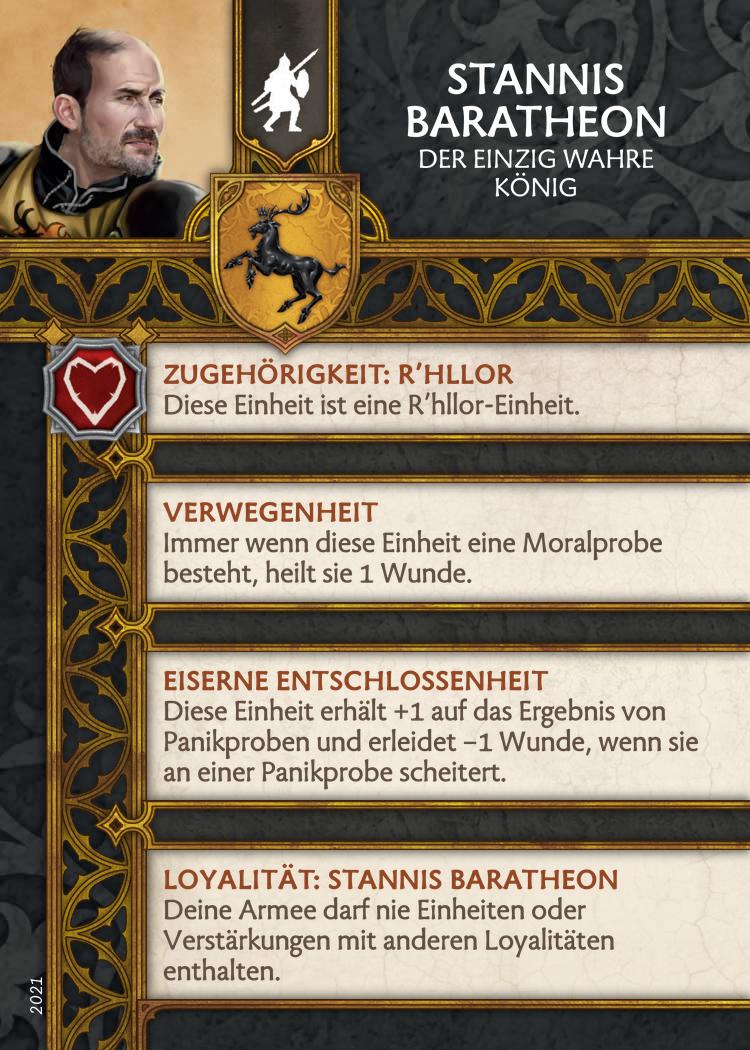 STANNIS
BARATHEON
DER EINZIG WAHRE
KÖNIG
ZUGEHÖRIGKEIT: R’HLLOR
Diese Einheit ist eine R’hllor-Einheit.
VERWEGENHEIT
Immer wenn diese Einheit eine Moralprobe
besteht, heilt sie 1 Wunde.
EISERNE ENTSCHLOSSENHEIT
Diese Einheit erhält +1 auf das Ergebnis von
Panikproben und erleidet −1 Wunde, wenn sie
an einer Panikprobe scheitert.
LOYALITÄT: STANNIS BARATHEON
Deine Armee darf nie Einheiten oder
Verstärkungen mit anderen Loyalitäten
enthalten.
2021